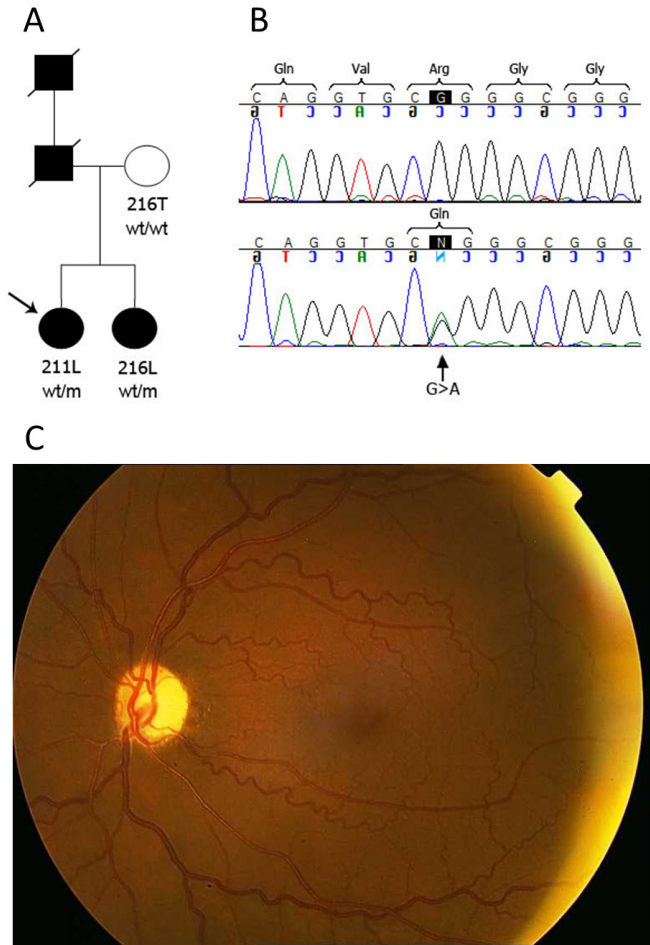 A
B
216T
wt/wt
211L
wt/m
216L
wt/m
Gln Val Arg Gly Gly
C A G G T G C G G G G C G G G
G T C C A C G C C C C G C C C
Gln
C A G G T G C N G G G C G G G
G T C C A C G N C C C G C C C
G>A
C